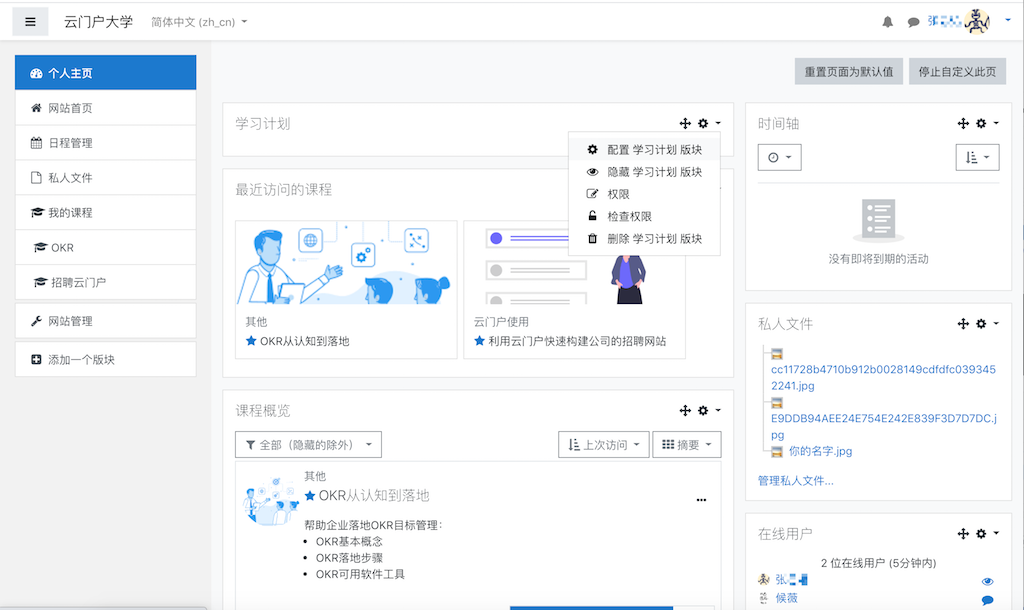 云门户大学 简体中文 (zh_cn)
张
重置页面为默认值 停止自定义此页
个人主页
网站首页
日程管理
私人文件
我的课程
OKR
招聘云门户
网站管理
添加一个版块
学习计划
配置 学习计划 版块
隐藏 学习计划 版块
权限
检查权限
删除 学习计划 版块
最近访问的课程
其他
OKR从认知到落地
云门户使用
利用云门户快速构建公司的招聘网站
课程概览
全部（隐藏的除外） 上次访问 摘要
其他
OKR从认知到落地
帮助企业落地OKR目标管理:
• OKR基本概念
• OKR落地步骤
• OKR可用软件工具
时间轴
没有即将到期的活动
私人文件
cc11728b4710b912b0028149cdfdfc0393452
2241.jpg
E9DDB94AEE24E754E242E839F3D7D7DC.j
pg
你的名字.jpg
管理私人文件...
在线用户
2 位在线用户 (5分钟内)
张
候薇